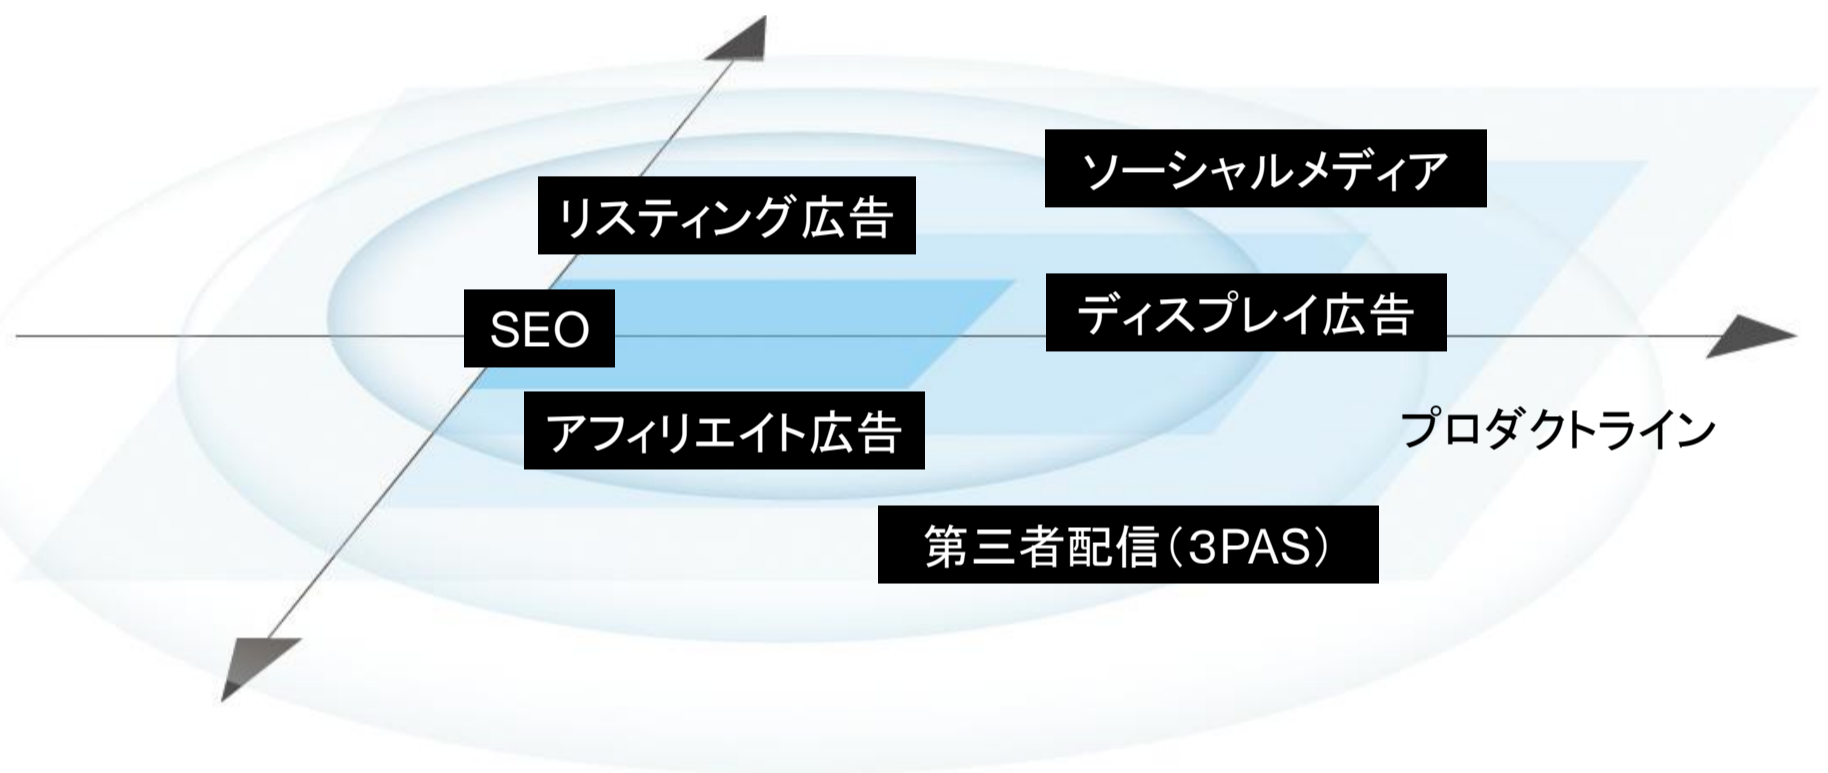 ソーシャルメディア
リスティング広告
SEO
ディスプレイ広告
アフィリエイト広告
プロダクトライン
第三者配信(3PAS)